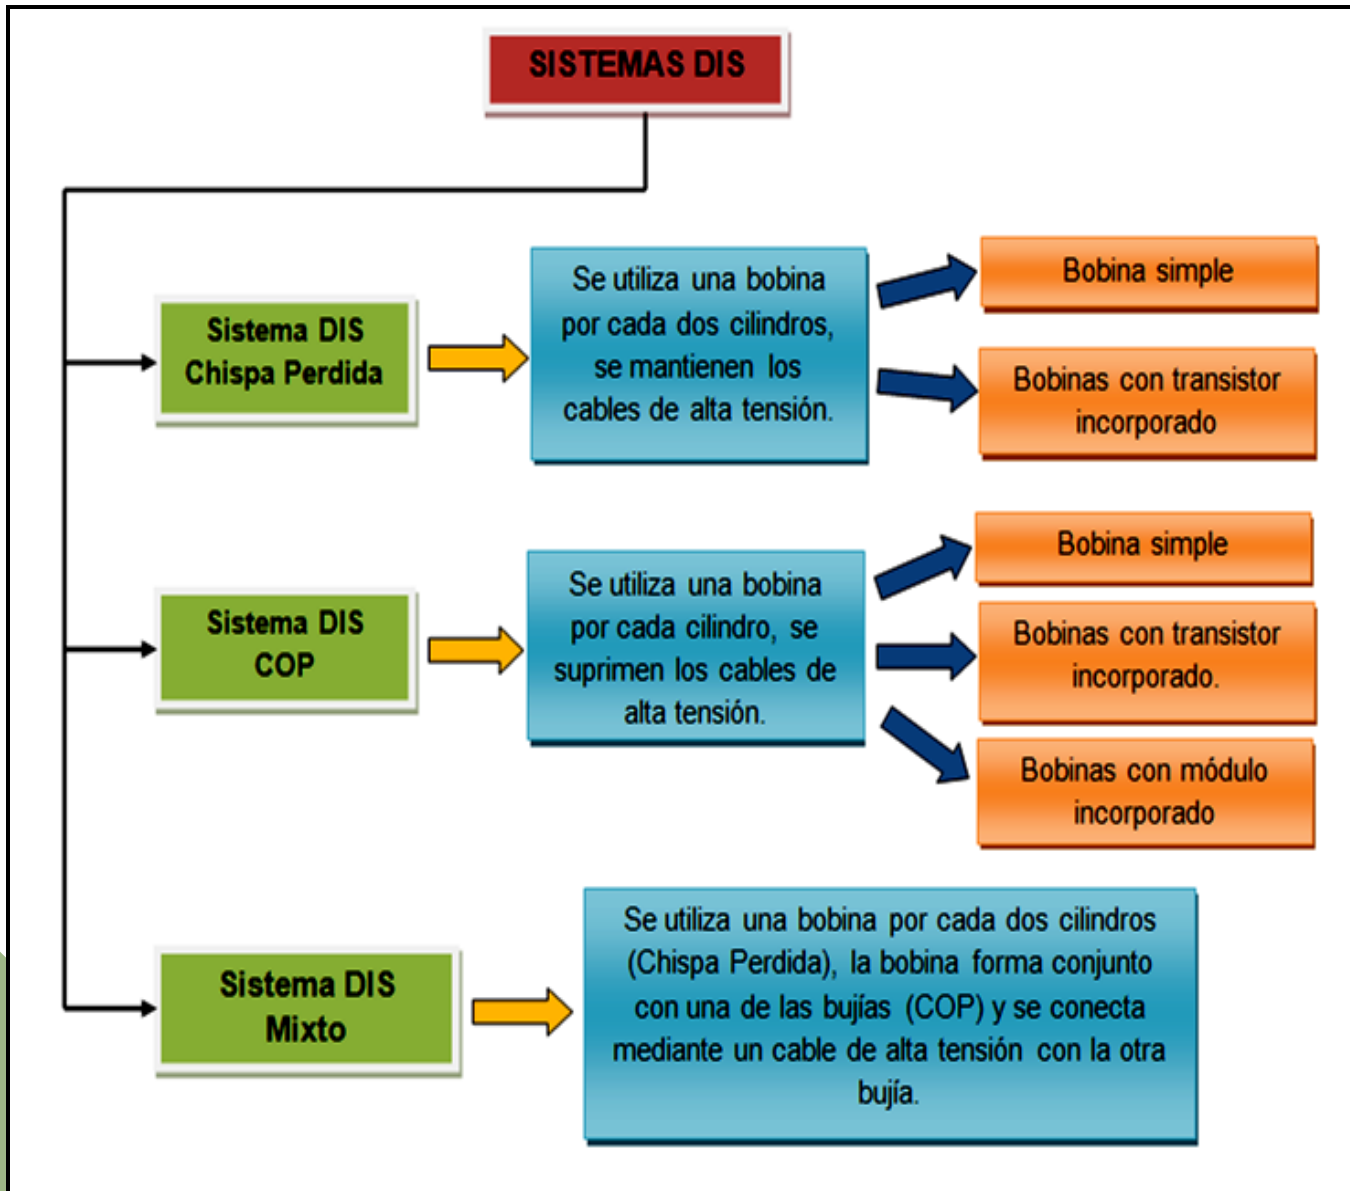 SISTEMAS DIS
Sistema DIS
Chispa Perdida
Se utiliza una bobina
por cada dos cilindros,
se mantienen los
cables de alta tensión.
Bobina simple
Bobinas con transistor
incorporado
Sistema DIS
COP
Se utiliza una bobina
por cada cilindro, se
suprimen los cables de
alta tensión.
Bobina simple
Bobinas con transistor
incorporado.
Bobinas con módulo
incorporado
Sistema DIS
Mixto
Se utiliza una bobina por cada dos cilindros
(Chispa Perdida), la bobina forma conjunto
con una de las bujías (COP) y se conecta
mediante un cable de alta tensión con la otra
bujía.